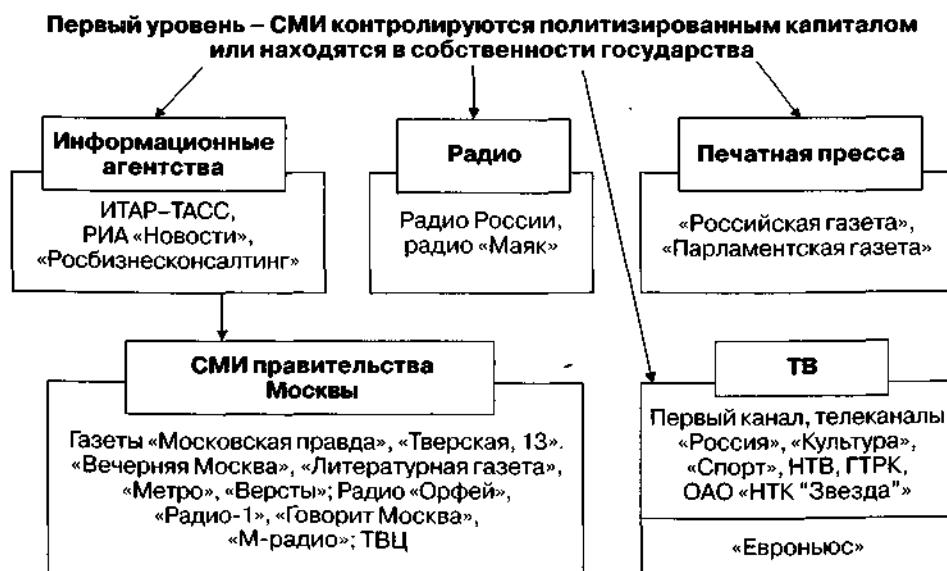 Первый уровень – СМИ контролируются политизированным капиталом
или находятся в собственности государства
Информационные
агентства
ИТАР–ТАСС,
РИА «Новости»,
«Росбизнесконсалтинг»
Радио
Радио России,
радио «Маяк»
Печатная пресса
«Российская газета»,
«Парламентская газета»
СМИ правительства
Москвы
Газеты «Московская правда», «Тверская, 13».
«Вечерняя Москва», «Литературная газета»,
«Метро», «Версты»; Радио «Орфей»,
«Радио-1», «Говорит Москва»,
«М-радио»; ТВЦ
ТВ
Первый канал, телеканалы
«Россия», «Культура»,
«Спорт», НТВ, ГТРК,
ОАО «НТК "Звезда"»
«Евроньюс»